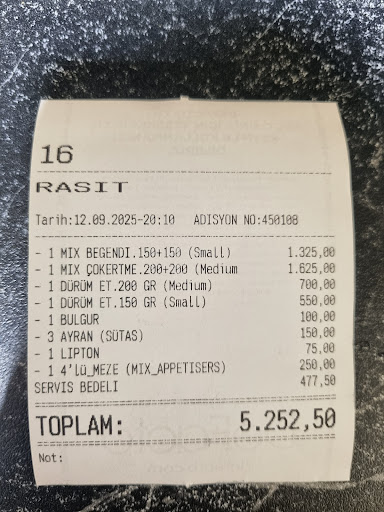 16
RASIT
Tarih:12.09.2025-20:10 ADISYON NO:450108
- 1 MIX BEGENDI.150+150 (Small) 1.325,00
- 1 MIX ÇOKERTME.200+200 (Medium 1.625,00
- 1 DÜRÜM ET.200 GR (Medium) 700,00
- 1 DÜRÜM ET.150 GR (Small) 550,00
- 1 BULGUR 100,00
- 3 AYRAN (SÜTAS) 150,00
- 1 LIPTON 75,00
- 1 4'lü_MEZE (MIX_APPETISERS) 250,00
SERVIS BEDELI 477,50
TOPLAM: 5.252,50
Not: